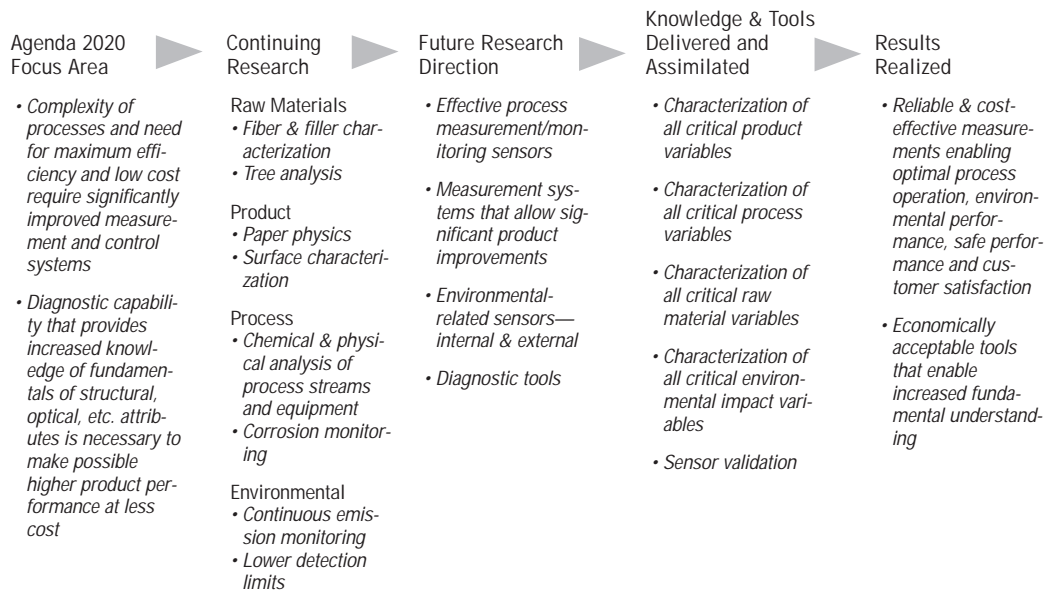 Agenda 2020
Focus Area
• Complexity of
processes and need
for maximum effi-
ciency and low cost
require significantly
improved measure-
ment and control
systems
• Diagnostic capabili-
ty that provides
increased knowl-
edge of fundamen-
tals of structural,
optical, etc. attrib-
utes is necessary to
make possible
higher product per-
formance at less
cost
Continuing
Research
Raw Materials
• Fiber & filler char-
acterization
• Tree analysis
Product
• Paper physics
• Surface characteri-
zation
Process
• Chemical & physi-
cal analysis of
process streams
and equipment
• Corrosion monitor-
ing
Environmental
• Continuous emis-
sion monitoring
• Lower detection
limits
Future Research
Direction
• Effective process
measurement/mon-
itoring sensors
• Measurement sys-
tems that allow sig-
nificant product
improvements
• Environmental-
related sensors—
internal & external
• Diagnostic tools
Knowledge & Tools
Delivered and
Assimilated
• Characterization of
all critical product
variables
• Characterization of
all critical process
variables
• Characterization of
all critical raw
material variables
• Characterization of
all critical environ-
mental impact vari-
ables
• Sensor validation
Results
Realized
• Reliable & cost-
effective measure-
ments enabling
optimal process
operation, environ-
mental perfor-
mance, safe perfor-
mance and cus-
tomer satisfaction
• Economically
acceptable tools
that enable
increased funda-
mental understand-
ing